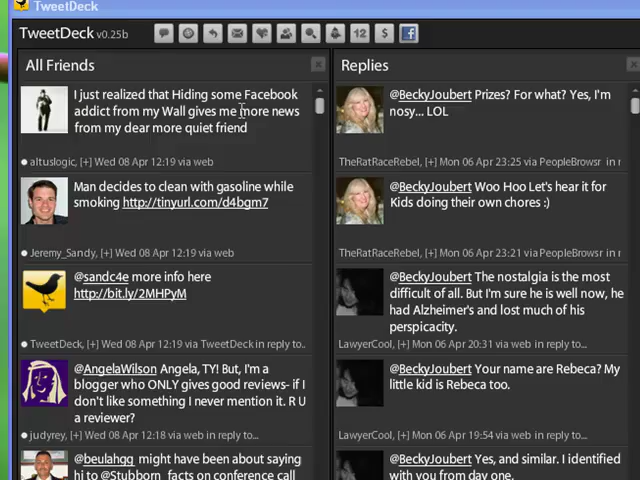 TweetDeck
TweetDeck v0.25b
12 $ f
All Friends
Replies
I just realized that Hiding some Facebook
addict from my Wall gives me more news
from my dear more quiet friend
altuslogic, [+] Wed 08 Apr 12:19 via web
Man decides to clean with gasoline while
smoking http://tinyurl.com/d4bgm7
Jeremy_Sandy, [+] Wed 08 Apr 12:19 via web
@sandc4e more info here
http://bit.ly/2MHPyM
TweetDeck, [+] Wed 08 Apr 12:19 via TweetDeck in reply to..
@AngelaWilson Angela, TY! But, I'm a
blogger who ONLY gives good reviews- if I
don't like something I never mention it. R U
a reviewer?
judyrey, [+] Wed 08 Apr 12:18 via web in reply to...
@beulahgg might have been about saying
hi to @Stubborn_facts on conference call
@BeckyJoubert Prizes? For what? Yes, I'm
nosy... LOL
TheRatRaceRebel, [+] Mon 06 Apr 23:25 via PeopleBrowsr in r
@BeckyJoubert Woo Hoo Let's hear it for
Kids doing their own chores :)
TheRatRaceRebel, [+] Mon 06 Apr 23:21 via PeopleBrowsr in r
@BeckyJoubert The nostalgia is the most
difficult of all. But I'm sure he is well now, he
had Alzheimer's and lost much of his
perspicacity.
LawyerCool, [+] Mon 06 Apr 20:31 via web in reply to...
@BeckyJoubert Your name are Rebeca? My
little kid is Rebeca too.
LawyerCool, [+] Mon 06 Apr 19:54 via web in reply to...
@BeckyJoubert Yes, and similar. I identified
with you from day one.